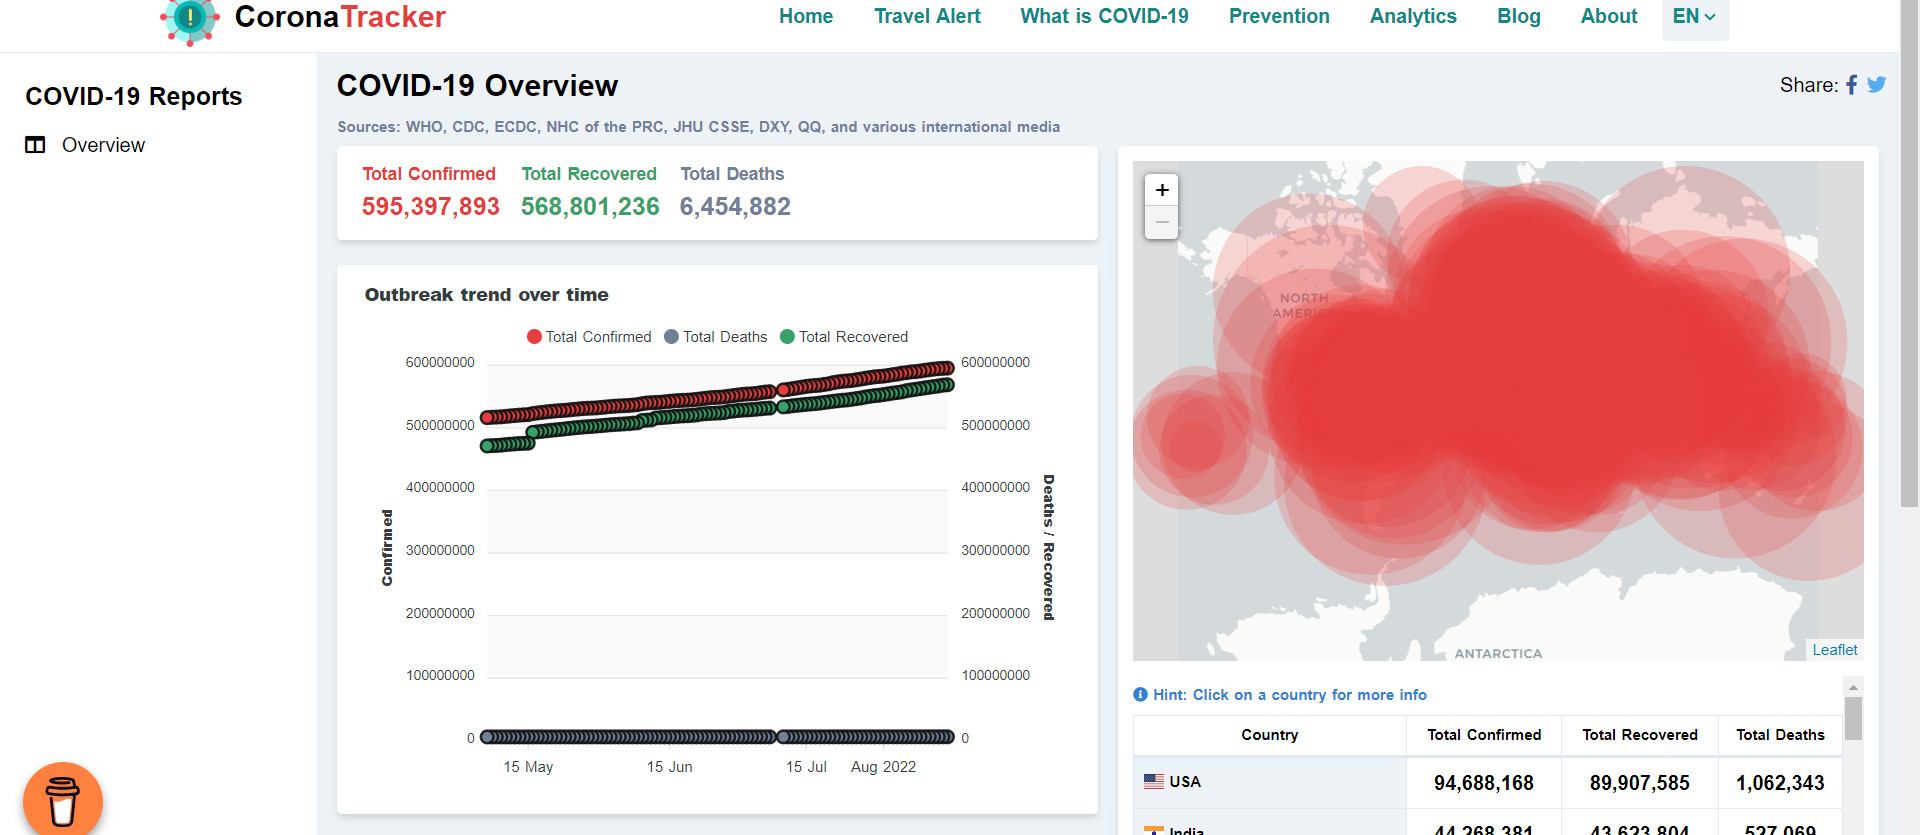 CoronaTracker
Home Travel Alert What is COVID-19 Prevention Analytics Blog About EN
COVID-19 Reports
Overview
COVID-19 Overview
Share:
Sources: WHO, CDC, ECDC, NHC of the PRC, JHU CSSE, DXY, QQ, and various international media
Total Confirmed Total Recovered Total Deaths
595,397,893 568,801,236 6,454,882
Outbreak trend over time
Total Confirmed Total Deaths Total Recovered
600000000 600000000
500000000 500000000
400000000 400000000
300000000 300000000
200000000 200000000
100000000 100000000
0 0
Confirmed
Deaths / Recovered
15 May 15 Jun 15 Jul Aug 2022
+
−
NORTH
AMERICA
ANTARCTICA
Leaflet
Hint: Click on a country for more info
Country Total Confirmed Total Recovered Total Deaths
USA 94,688,168 89,907,585 1,062,343
India 44,268,381 43,623,804 527,069